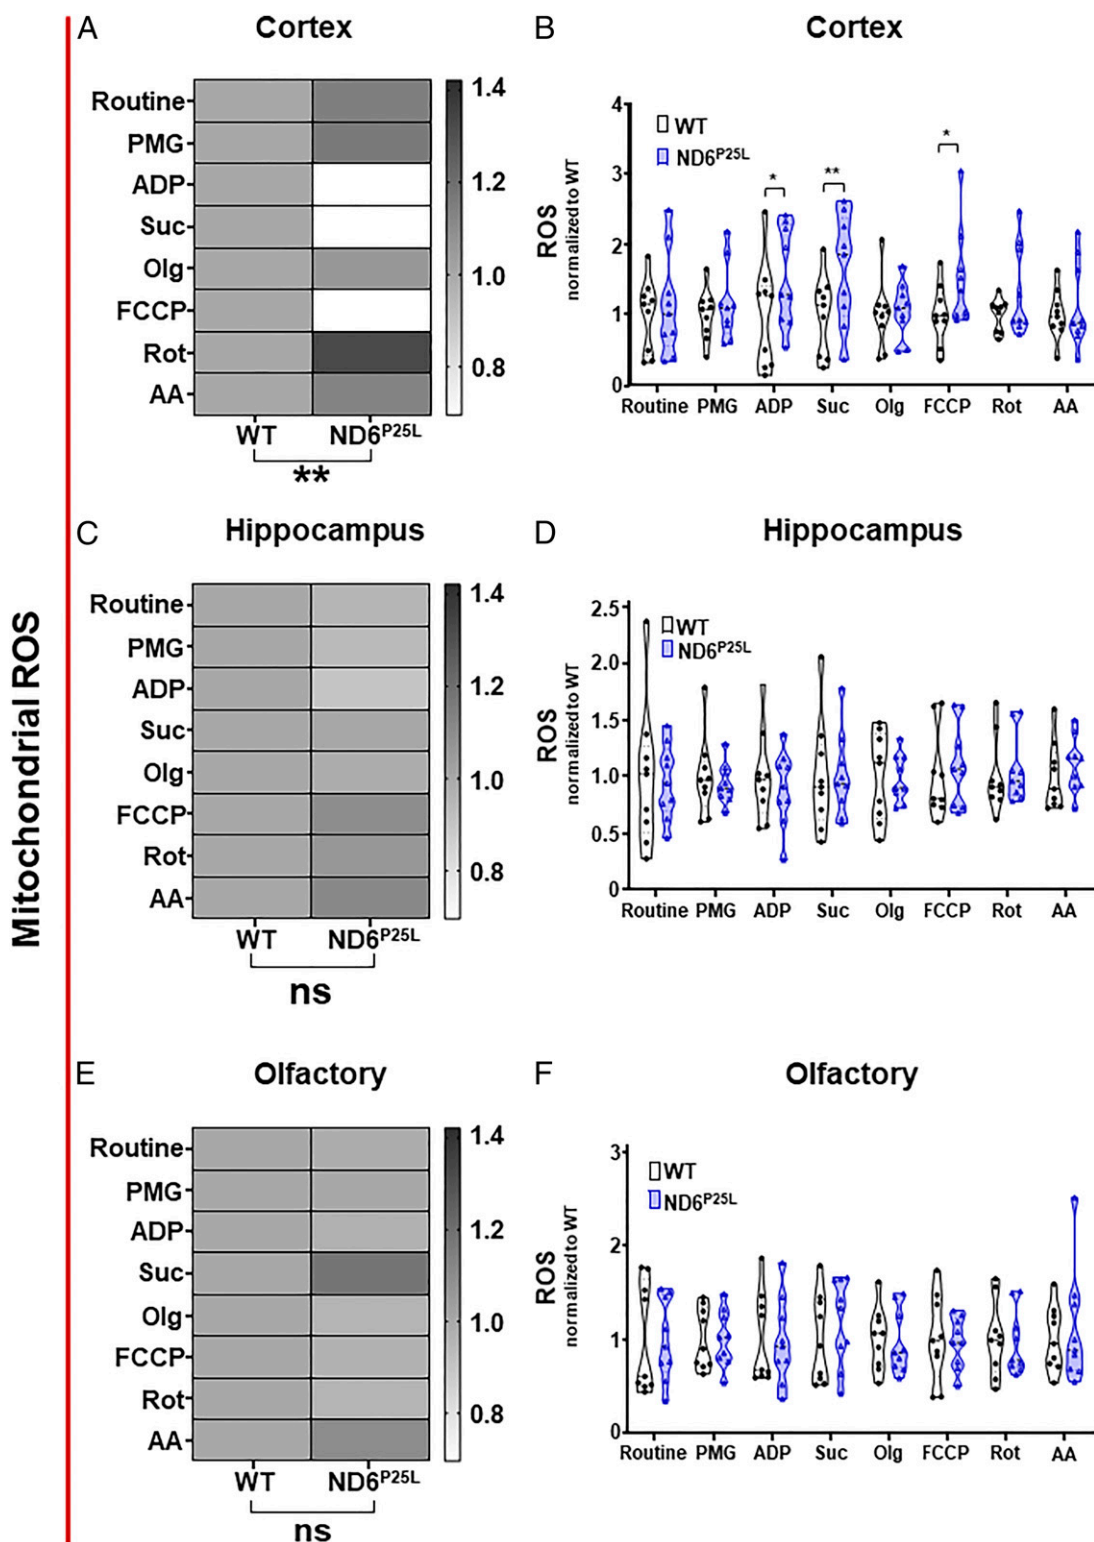 Mitochondrial ROS
A
Cortex
Routine
PMG
ADP
Suc
Olg
FCCP
Rot
AA
1.4
1.2
1.0
0.8
WT ND6P25L
**
B
Cortex
4
3
2
1
0
ROS
normalized to WT
WT
ND6P25L
*
**
*
Routine PMG ADP Suc Olg FCCP Rot AA
C
Hippocampus
Routine
PMG
ADP
Suc
Olg
FCCP
Rot
AA
1.4
1.2
1.0
0.8
WT ND6P25L
ns
D
Hippocampus
2.5
2.0
1.5
1.0
0.5
0
ROS
normalized to WT
WT
ND6P25L
Routine PMG ADP Suc Olg FCCP Rot AA
E
Olfactory
Routine
PMG
ADP
Suc
Olg
FCCP
Rot
AA
1.4
1.2
1.0
0.8
WT ND6P25L
ns
F
Olfactory
3
2
1
0
ROS
normalized to WT
WT
ND6P25L
Routine PMG ADP Suc Olg FCCP Rot AA